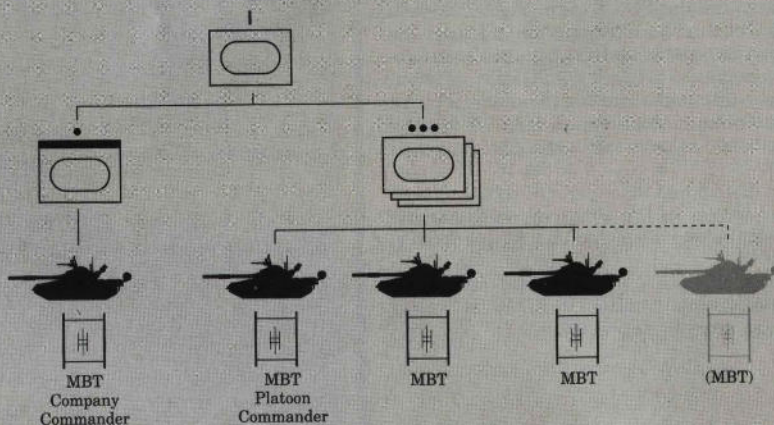 MBT
Company
Commander
MBT
Platoon
Commander
MBT
MBT
(MBT)